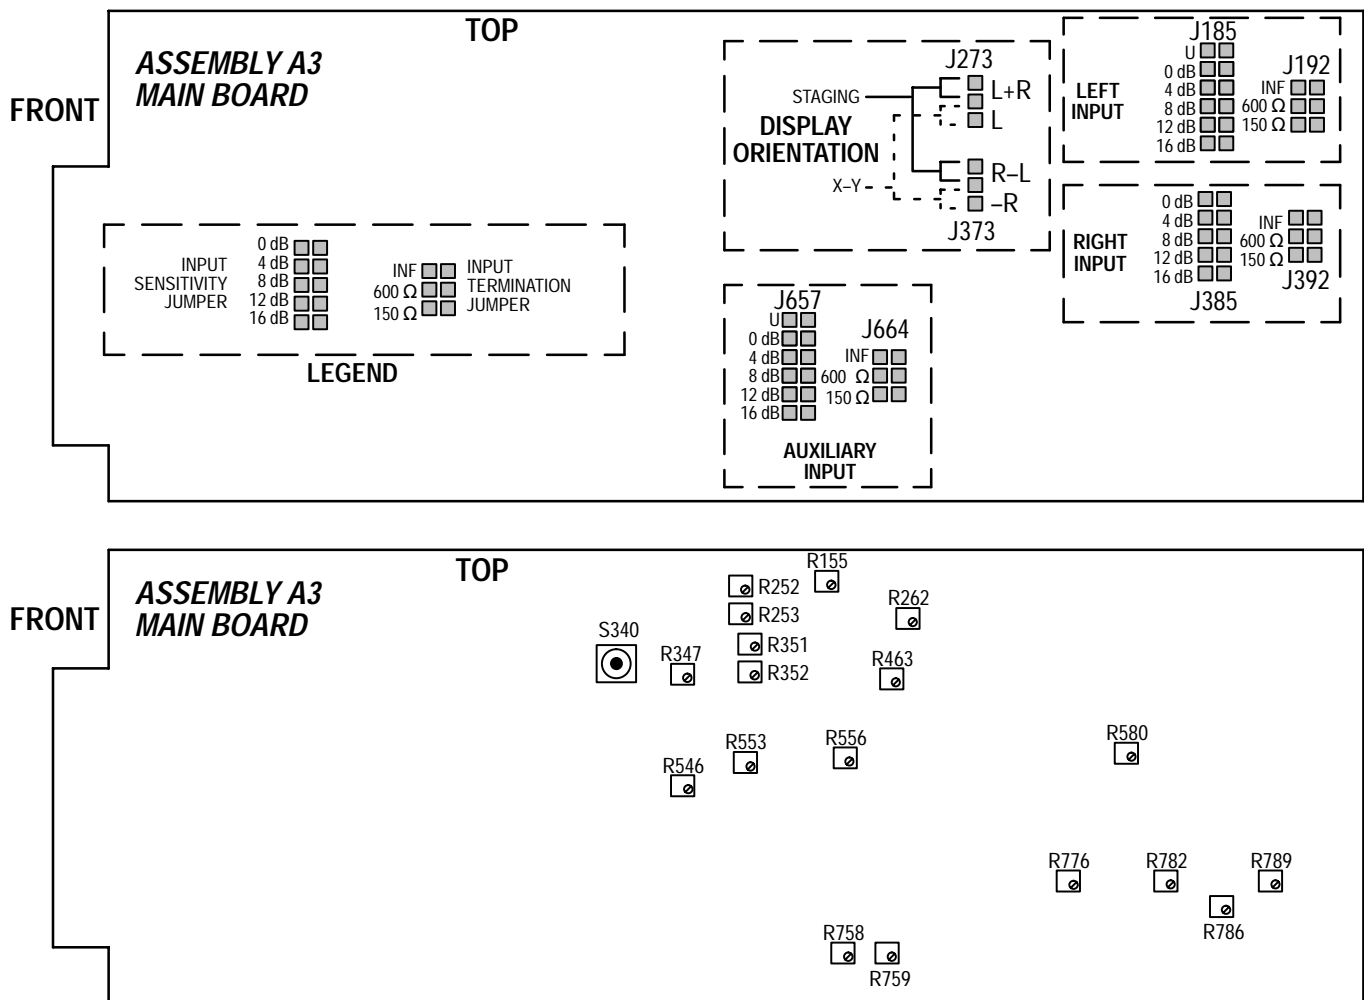 TOP
ASSEMBLY A3
MAIN BOARD
FRONT
INPUT
SENSITIVITY
JUMPER
0 dB
4 dB
8 dB
12 dB
16 dB
INF
600 Ω
150 Ω
INPUT
TERMINATION
JUMPER
LEGEND
STAGING
DISPLAY
ORIENTATION
X–Y
J273
L+R
L
R–L
–R
J373
J657
U
0 dB
4 dB
8 dB
12 dB
16 dB
J664
INF
600 Ω
150 Ω
AUXILIARY
INPUT
LEFT
INPUT
J185
U
0 dB
4 dB
8 dB
12 dB
16 dB
J192
INF
600 Ω
150 Ω
RIGHT
INPUT
0 dB
4 dB
8 dB
12 dB
16 dB
J385
INF
600 Ω
150 Ω
J392
TOP
ASSEMBLY A3
MAIN BOARD
FRONT
R155
R252
R253
R262
S340
R347
R351
R352
R463
R553
R556
R580
R546
R776
R782
R789
R786
R758
R759